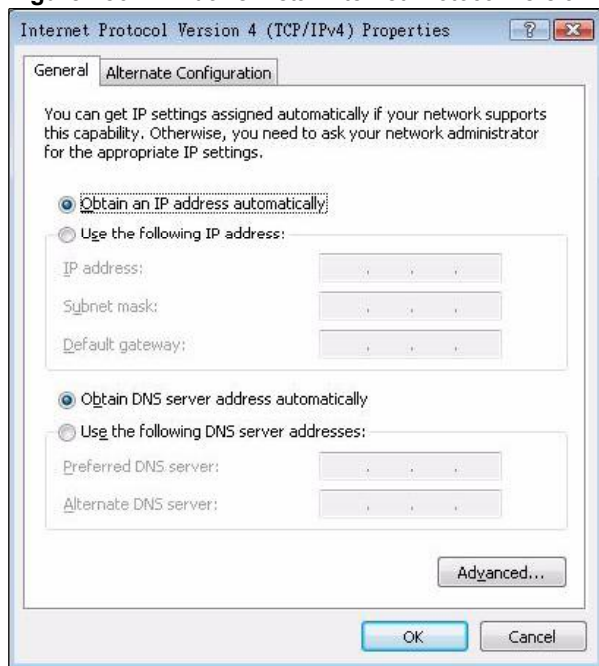 Internet Protocol Version 4 (TCP/IPv4) Properties
General
Alternate Configuration
You can get IP settings assigned automatically if your network supports
this capability. Otherwise, you need to ask your network administrator
for the appropriate IP settings.
Obtain an IP address automatically
Use the following IP address:
IP address:
Subnet mask:
Default gateway:
Obtain DNS server address automatically
Use the following DNS server addresses:
Preferred DNS server:
Alternate DNS server:
Advanced...
OK
Cancel